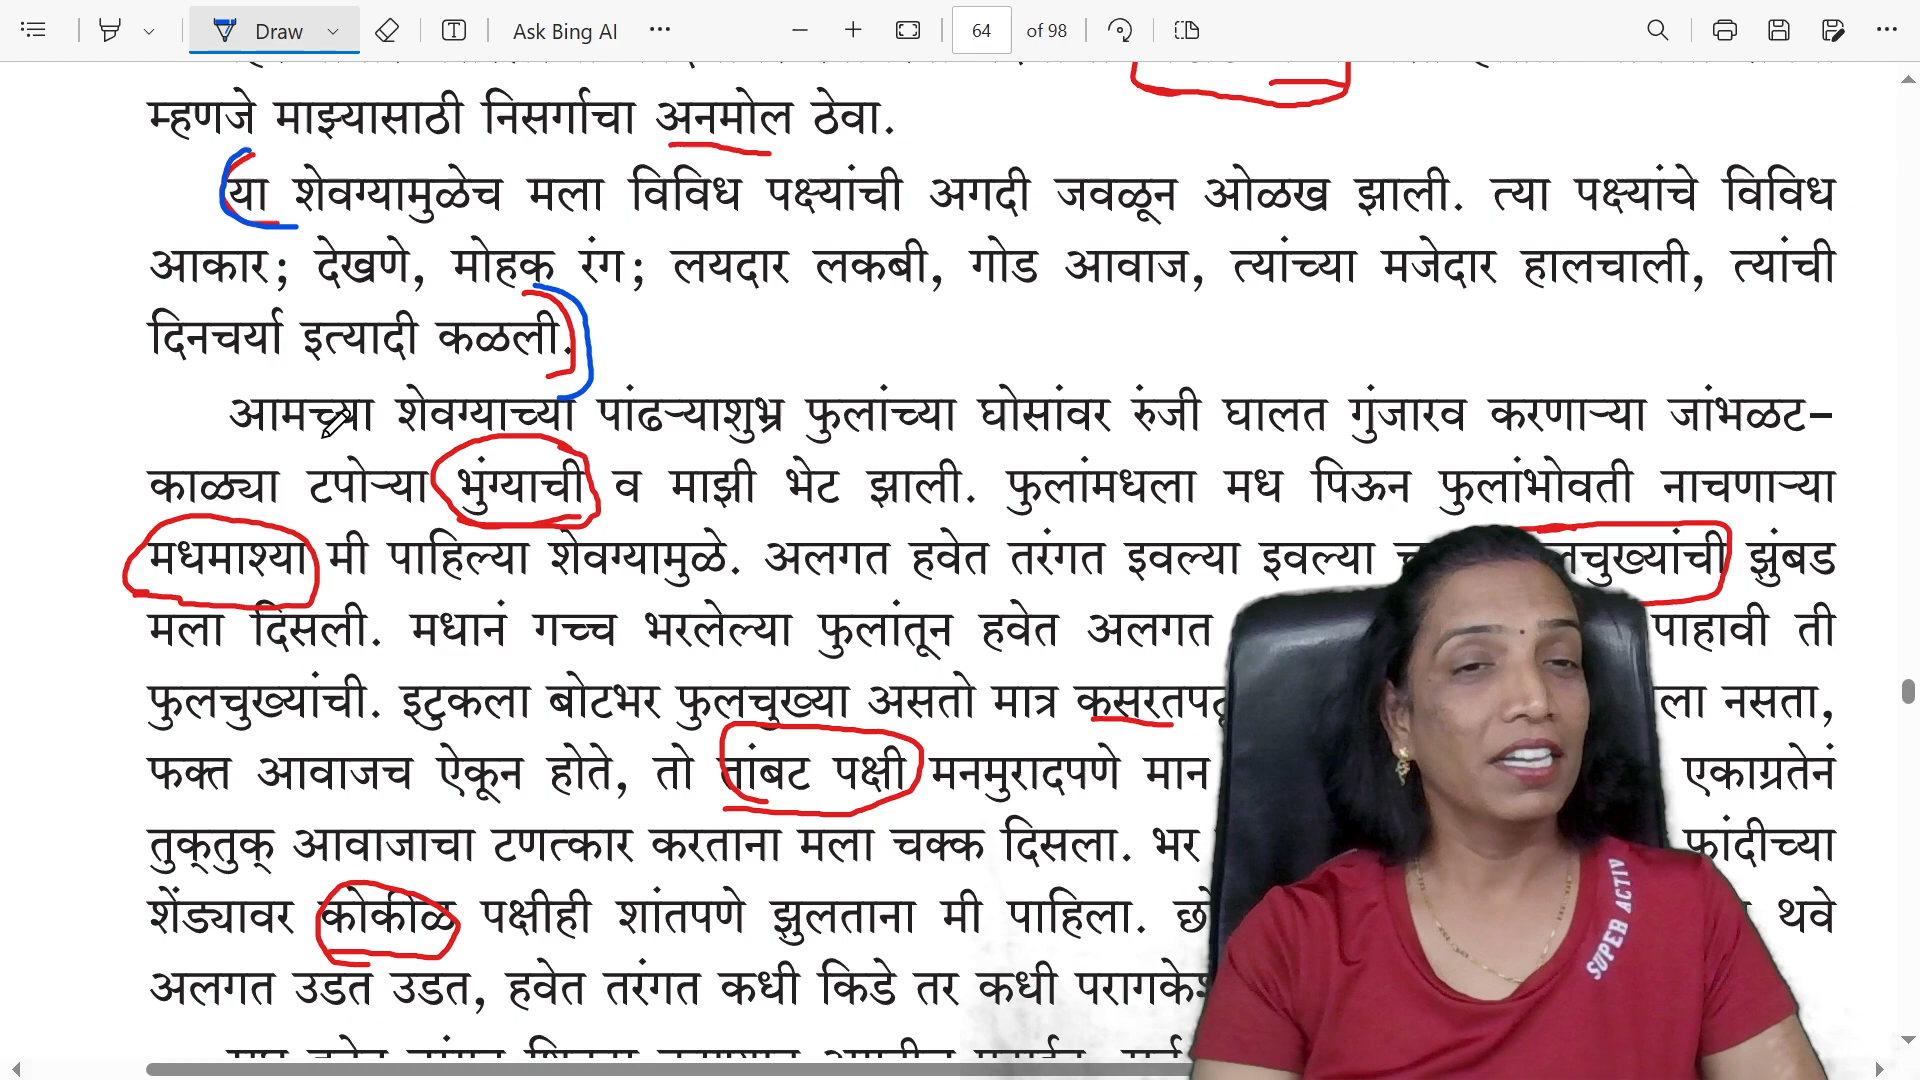 Draw
Ask Bing AI
64 of 98
म्हणजे माझ्यासाठी निसर्गाचा अनमोल ठेवा.
या शेवग्यामुळेच मला विविध पक्ष्यांची अगदी जवळून ओळख झाली. त्या पक्ष्यांचे विविध
आकार; देखणे, मोहक रंग; लयदार लकबी, गोड आवाज, त्यांच्या मजेदार हालचाली, त्यांची
दिनचर्या इत्यादी कळली.
आमच्या शेवग्याच्या पांढऱ्याशुभ्र फुलांच्या घोसांवर रुंजी घालत गुंजारव करणाऱ्या जांभळट-
काळ्या टपोऱ्या भुंग्याची व माझी भेट झाली. फुलांमधला मध पिऊन फुलांभोवती नाचणाऱ्या
मधमाश्या मी पाहिल्या शेवग्यामुळे. अलगत हवेत तरंगत इवल्या इवल्या झुंबड
मला दिसली. मधानं गच्च भरलेल्या फुलांतून हवेत अलगत पाहावी ती
फुलचुख्यांची. इटुकला बोटभर फुलचुख्या असतो मात्र नसता,
फक्त आवाजच ऐकून होते, तो तांबट पक्षी मनमुरादपणे मान एकाग्रतेनं
तुक्‌तुक्‌ आवाजाचा टणत्कार करताना मला चक्क दिसला. भर फांदीच्या
शेंड्यावर कोकीळ पक्षीही शांतपणे झुलताना मी पाहिला. थवे
अलगत उडत उडत, हवेत तरंगत कधी किडे तर कधी
SUPER ACTIV